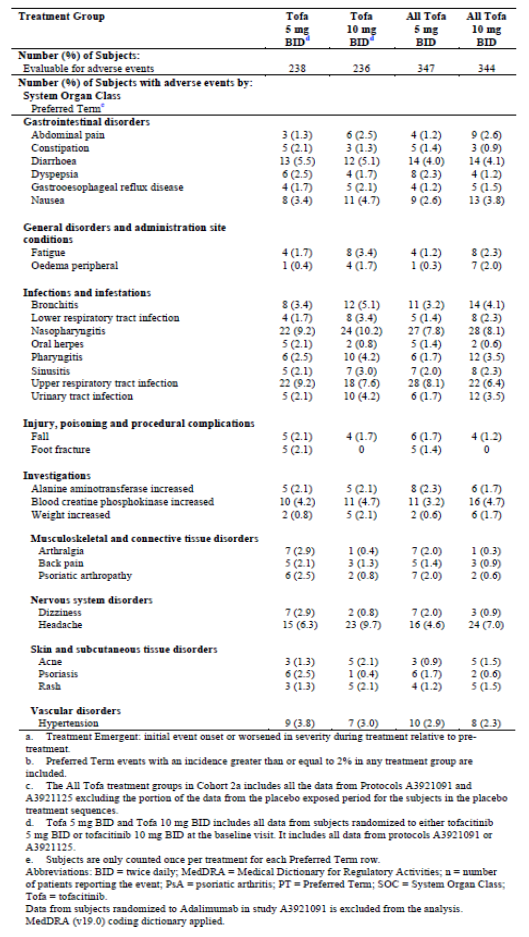 Treatment Group Tofa 5 mg BIDd Tofa 10 mg BIDd All Tofa 5 mg BID All Tofa 10 mg BID
Number (%) of Subjects:
Evaluable for adverse events 238 236 347 344
Number (%) of Subjects with adverse events by:
System Organ Class
Preferred Terme
Gastrointestinal disorders
Abdominal pain 3 (1.3) 6 (2.5) 4 (1.2) 9 (2.6)
Constipation 5 (2.1) 3 (1.3) 5 (1.4) 3 (0.9)
Diarrhoea 13 (5.5) 12 (5.1) 14 (4.0) 14 (4.1)
Dyspepsia 6 (2.5) 4 (1.7) 8 (2.3) 4 (1.2)
Gastrooesophageal reflux disease 4 (1.7) 5 (2.1) 4 (1.2) 5 (1.5)
Nausea 8 (3.4) 11 (4.7) 9 (2.6) 13 (3.8)
General disorders and administration site
conditions
Fatigue 4 (1.7) 8 (3.4) 4 (1.2) 8 (2.3)
Oedema peripheral 1 (0.4) 4 (1.7) 1 (0.3) 7 (2.0)
Infections and infestations
Bronchitis 8 (3.4) 12 (5.1) 11 (3.2) 14 (4.1)
Lower respiratory tract infection 4 (1.7) 8 (3.4) 5 (1.4) 8 (2.3)
Nasopharyngitis 22 (9.2) 24 (10.2) 27 (7.8) 28 (8.1)
Oral herpes 5 (2.1) 2 (0.8) 5 (1.4) 2 (0.6)
Pharyngitis 6 (2.5) 10 (4.2) 6 (1.7) 12 (3.5)
Sinusitis 5 (2.1) 7 (3.0) 7 (2.0) 8 (2.3)
Upper respiratory tract infection 22 (9.2) 18 (7.6) 28 (8.1) 22 (6.4)
Urinary tract infection 5 (2.1) 10 (4.2) 6 (1.7) 12 (3.5)
Injury, poisoning and procedural complications
Fall 5 (2.1) 4 (1.7) 6 (1.7) 4 (1.2)
Foot fracture 5 (2.1) 0 5 (1.4) 0
Investigations
Alanine aminotransferase increased 5 (2.1) 5 (2.1) 8 (2.3) 6 (1.7)
Blood creatine phosphokinase increased 10 (4.2) 11 (4.7) 11 (3.2) 16 (4.7)
Weight increased 2 (0.8) 5 (2.1) 2 (0.6) 6 (1.7)
Musculoskeletal and connective tissue disorders
Arthralgia 7 (2.9) 1 (0.4) 7 (2.0) 1 (0.3)
Back pain 5 (2.1) 3 (1.3) 5 (1.4) 3 (0.9)
Psoriatic arthropathy 6 (2.5) 2 (0.8) 7 (2.0) 2 (0.6)
Nervous system disorders
Dizziness 7 (2.9) 2 (0.8) 7 (2.0) 3 (0.9)
Headache 15 (6.3) 23 (9.7) 16 (4.6) 24 (7.0)
Skin and subcutaneous tissue disorders
Acne 3 (1.3) 5 (2.1) 3 (0.9) 5 (1.5)
Psoriasis 6 (2.5) 1 (0.4) 6 (1.7) 2 (0.6)
Rash 3 (1.3) 5 (2.1) 4 (1.2) 5 (1.5)
Vascular disorders
Hypertension 9 (3.8) 7 (3.0) 10 (2.9) 8 (2.3)
a. Treatment Emergent: initial event onset or worsened in severity during treatment relative to pre-
treatment.
b. Preferred Term events with an incidence greater than or equal to 2% in any treatment group are
included.
c. The All Tofa treatment groups in Cohort 2a includes all the data from Protocols A3921091 and
A3921125 excluding the portion of the data from the placebo exposed period for the subjects in the placebo
treatment sequences.
d. Tofa 5 mg BID and Tofa 10 mg BID includes all data from subjects randomized to either tofacitinib
5 mg BID or tofacitinib 10 mg BID at the baseline visit. It includes all data from protocols A3921091 or
A3921125.
e. Subjects are only counted once per treatment for each Preferred Term row.
Abbreviations: BID = twice daily; MedDRA = Medical Dictionary for Regulatory Activities; n = number
of patients reporting the event; PsA = psoriatic arthritis; PT = Preferred Term; SOC = System Organ Class;
Tofa = tofacitinib.
Data from subjects randomized to Adalimumab in study A3921091 is excluded from the analysis.
MedDRA (v19.0) coding dictionary applied.